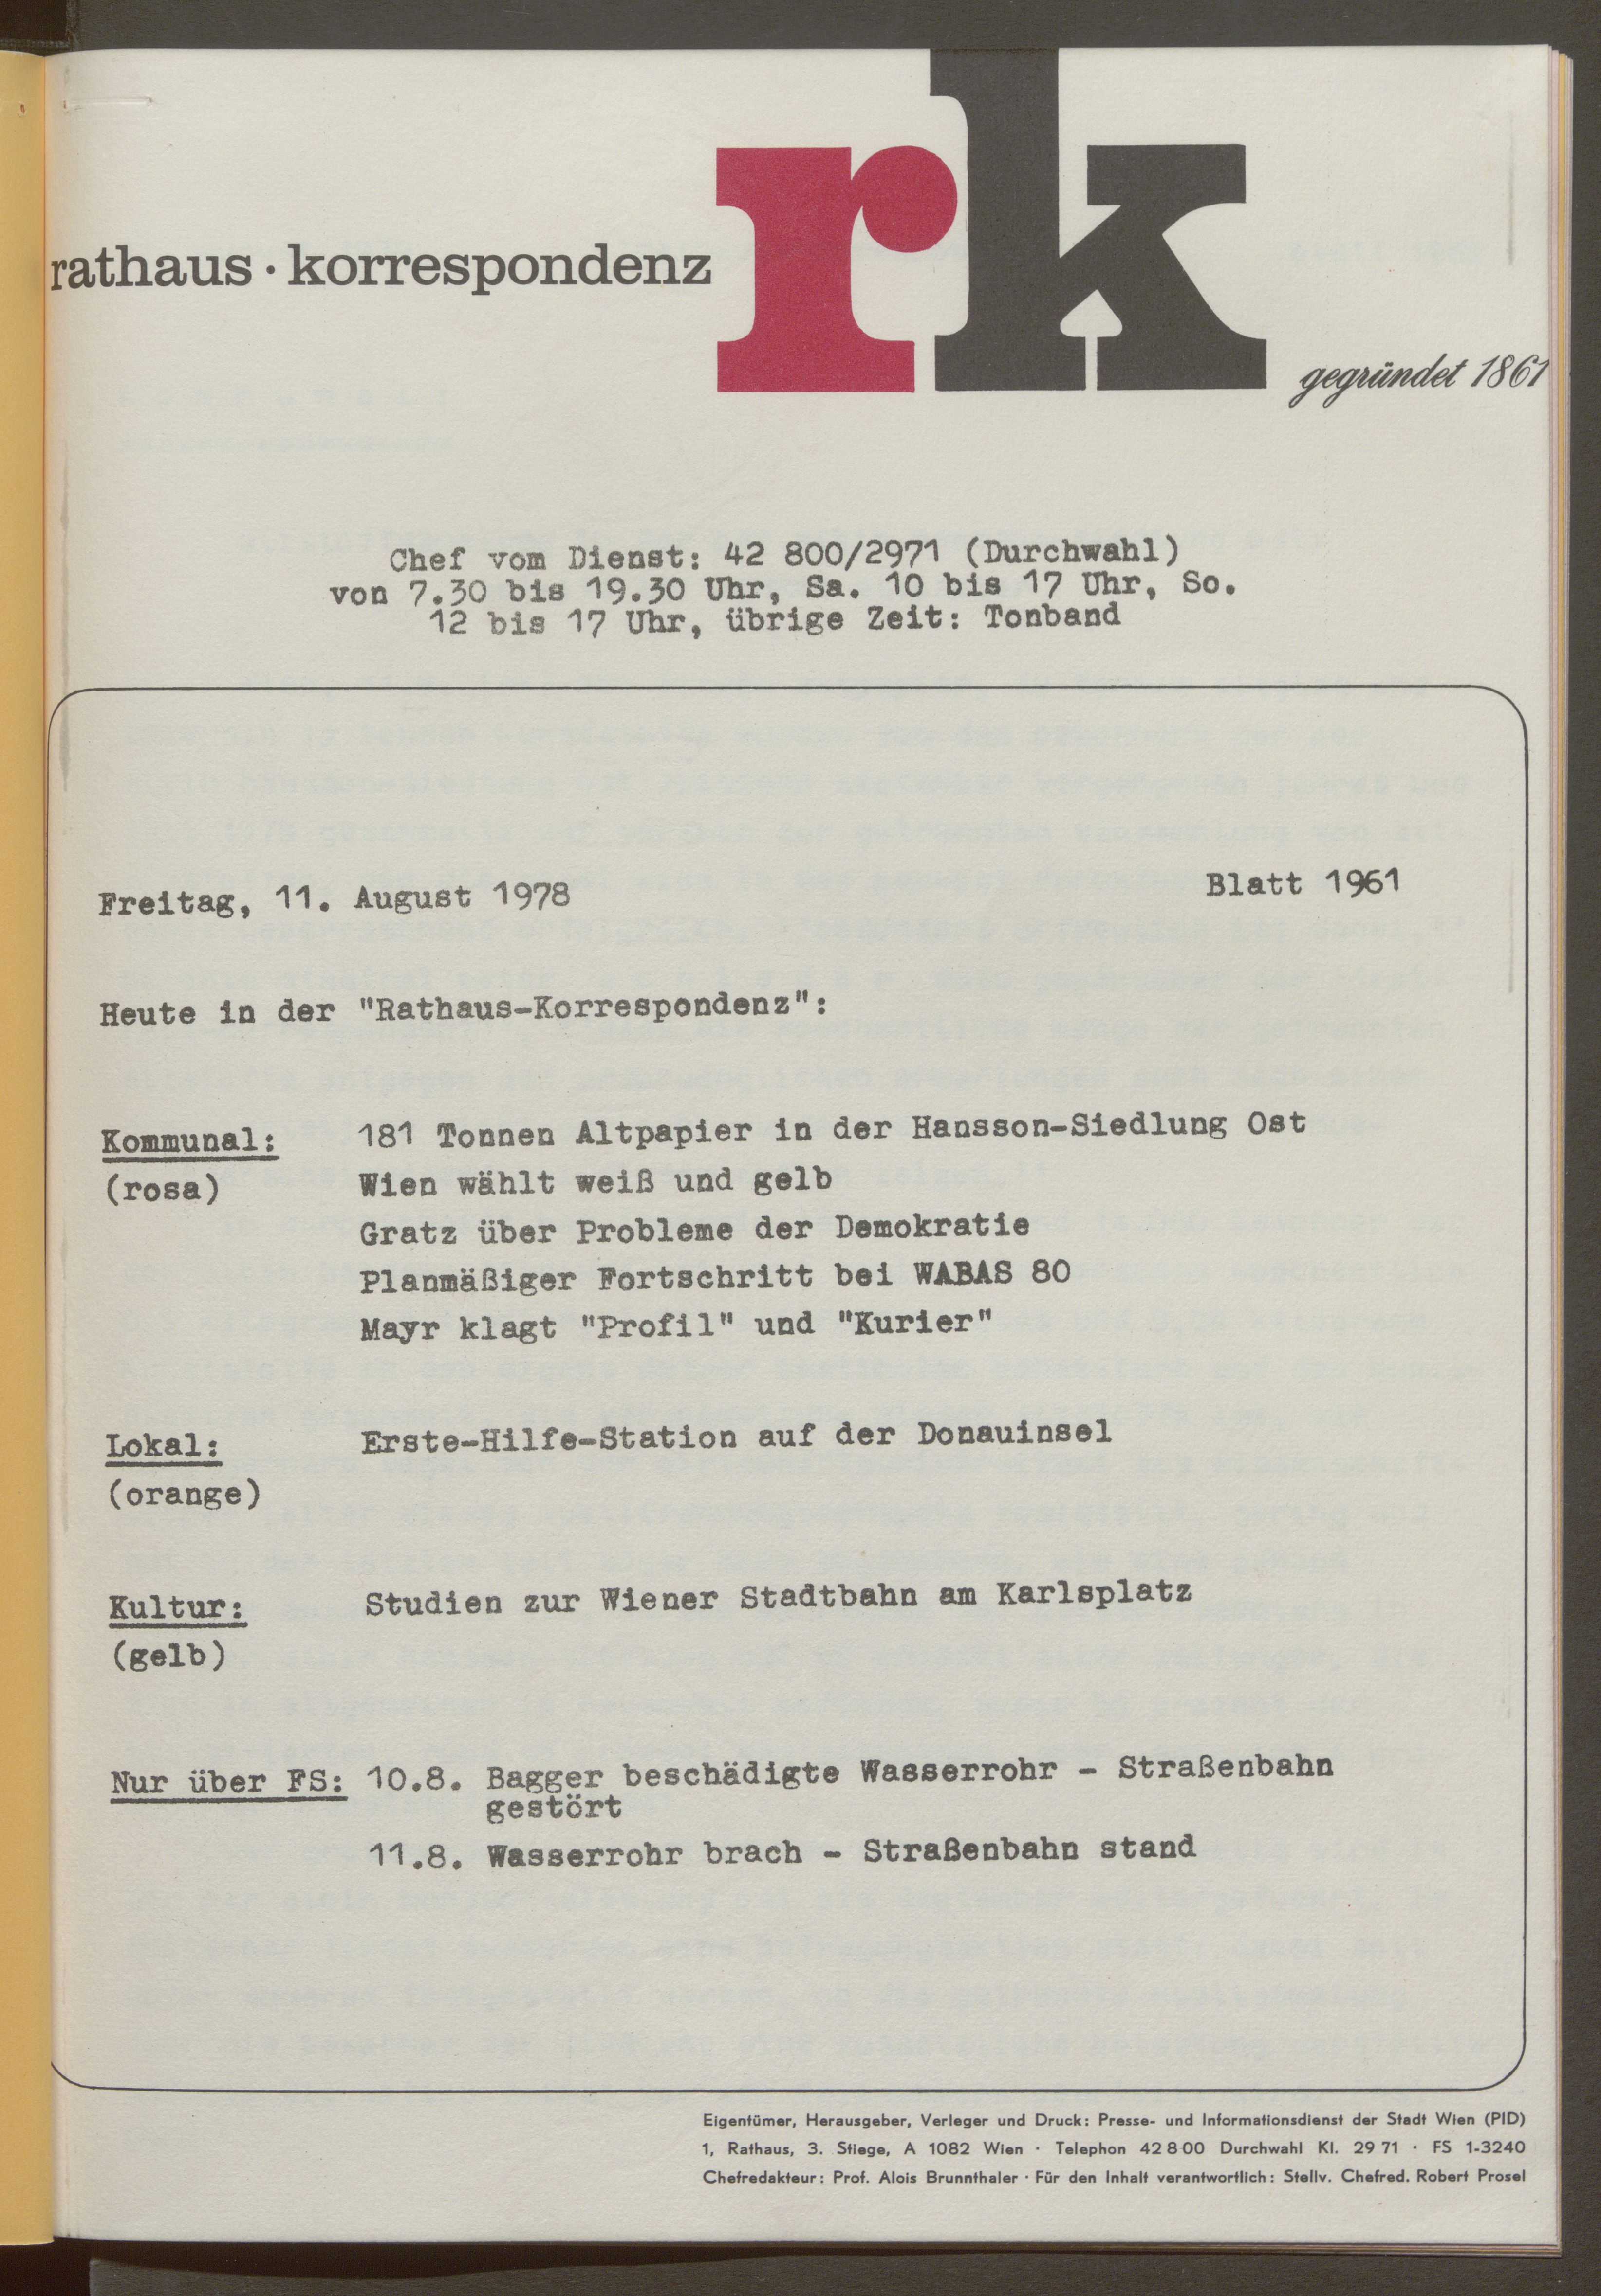 rathaus · korrespondenz
rk
gegründet 1861
Chef vom Dienst: 42 800/2971 (Durchwahl)
von 7.30 bis 19.30 Uhr, Sa. 10 bis 17 Uhr, So.
12 bis 17 Uhr, übrige Zeit: Tonband
Freitag, 11. August 1978 Blatt 1961
Heute in der "Rathaus-Korrespondenz":
Kommunal: 181 Tonnen Altpapier in der Hansson-Siedlung Ost
(rosa) Wien wählt weiß und gelb
Gratz über Probleme der Demokratie
Planmäßiger Fortschritt bei WABAS 80
Mayr klagt "Profil" und "Kurier"
Lokal: Erste-Hilfe-Station auf der Donauinsel
(orange)
Kultur: Studien zur Wiener Stadtbahn am Karlsplatz
(gelb)
Nur über FS: 10.8. Bagger beschädigte Wasserrohr - Straßenbahn
gestört
11.8. Wasserrohr brach - Straßenbahn stand
Eigentümer, Herausgeber, Verleger und Druck: Presse- und Informationsdienst der Stadt Wien (PID)
1, Rathaus, 3. Stiege, A 1082 Wien · Telephon 42 8 00 Durchwahl Kl. 29 71 · FS 1-3240
Chefredakteur: Prof. Alois Brunnthaler · Für den Inhalt verantwortlich: Stellv. Chefred. Robert Prosel